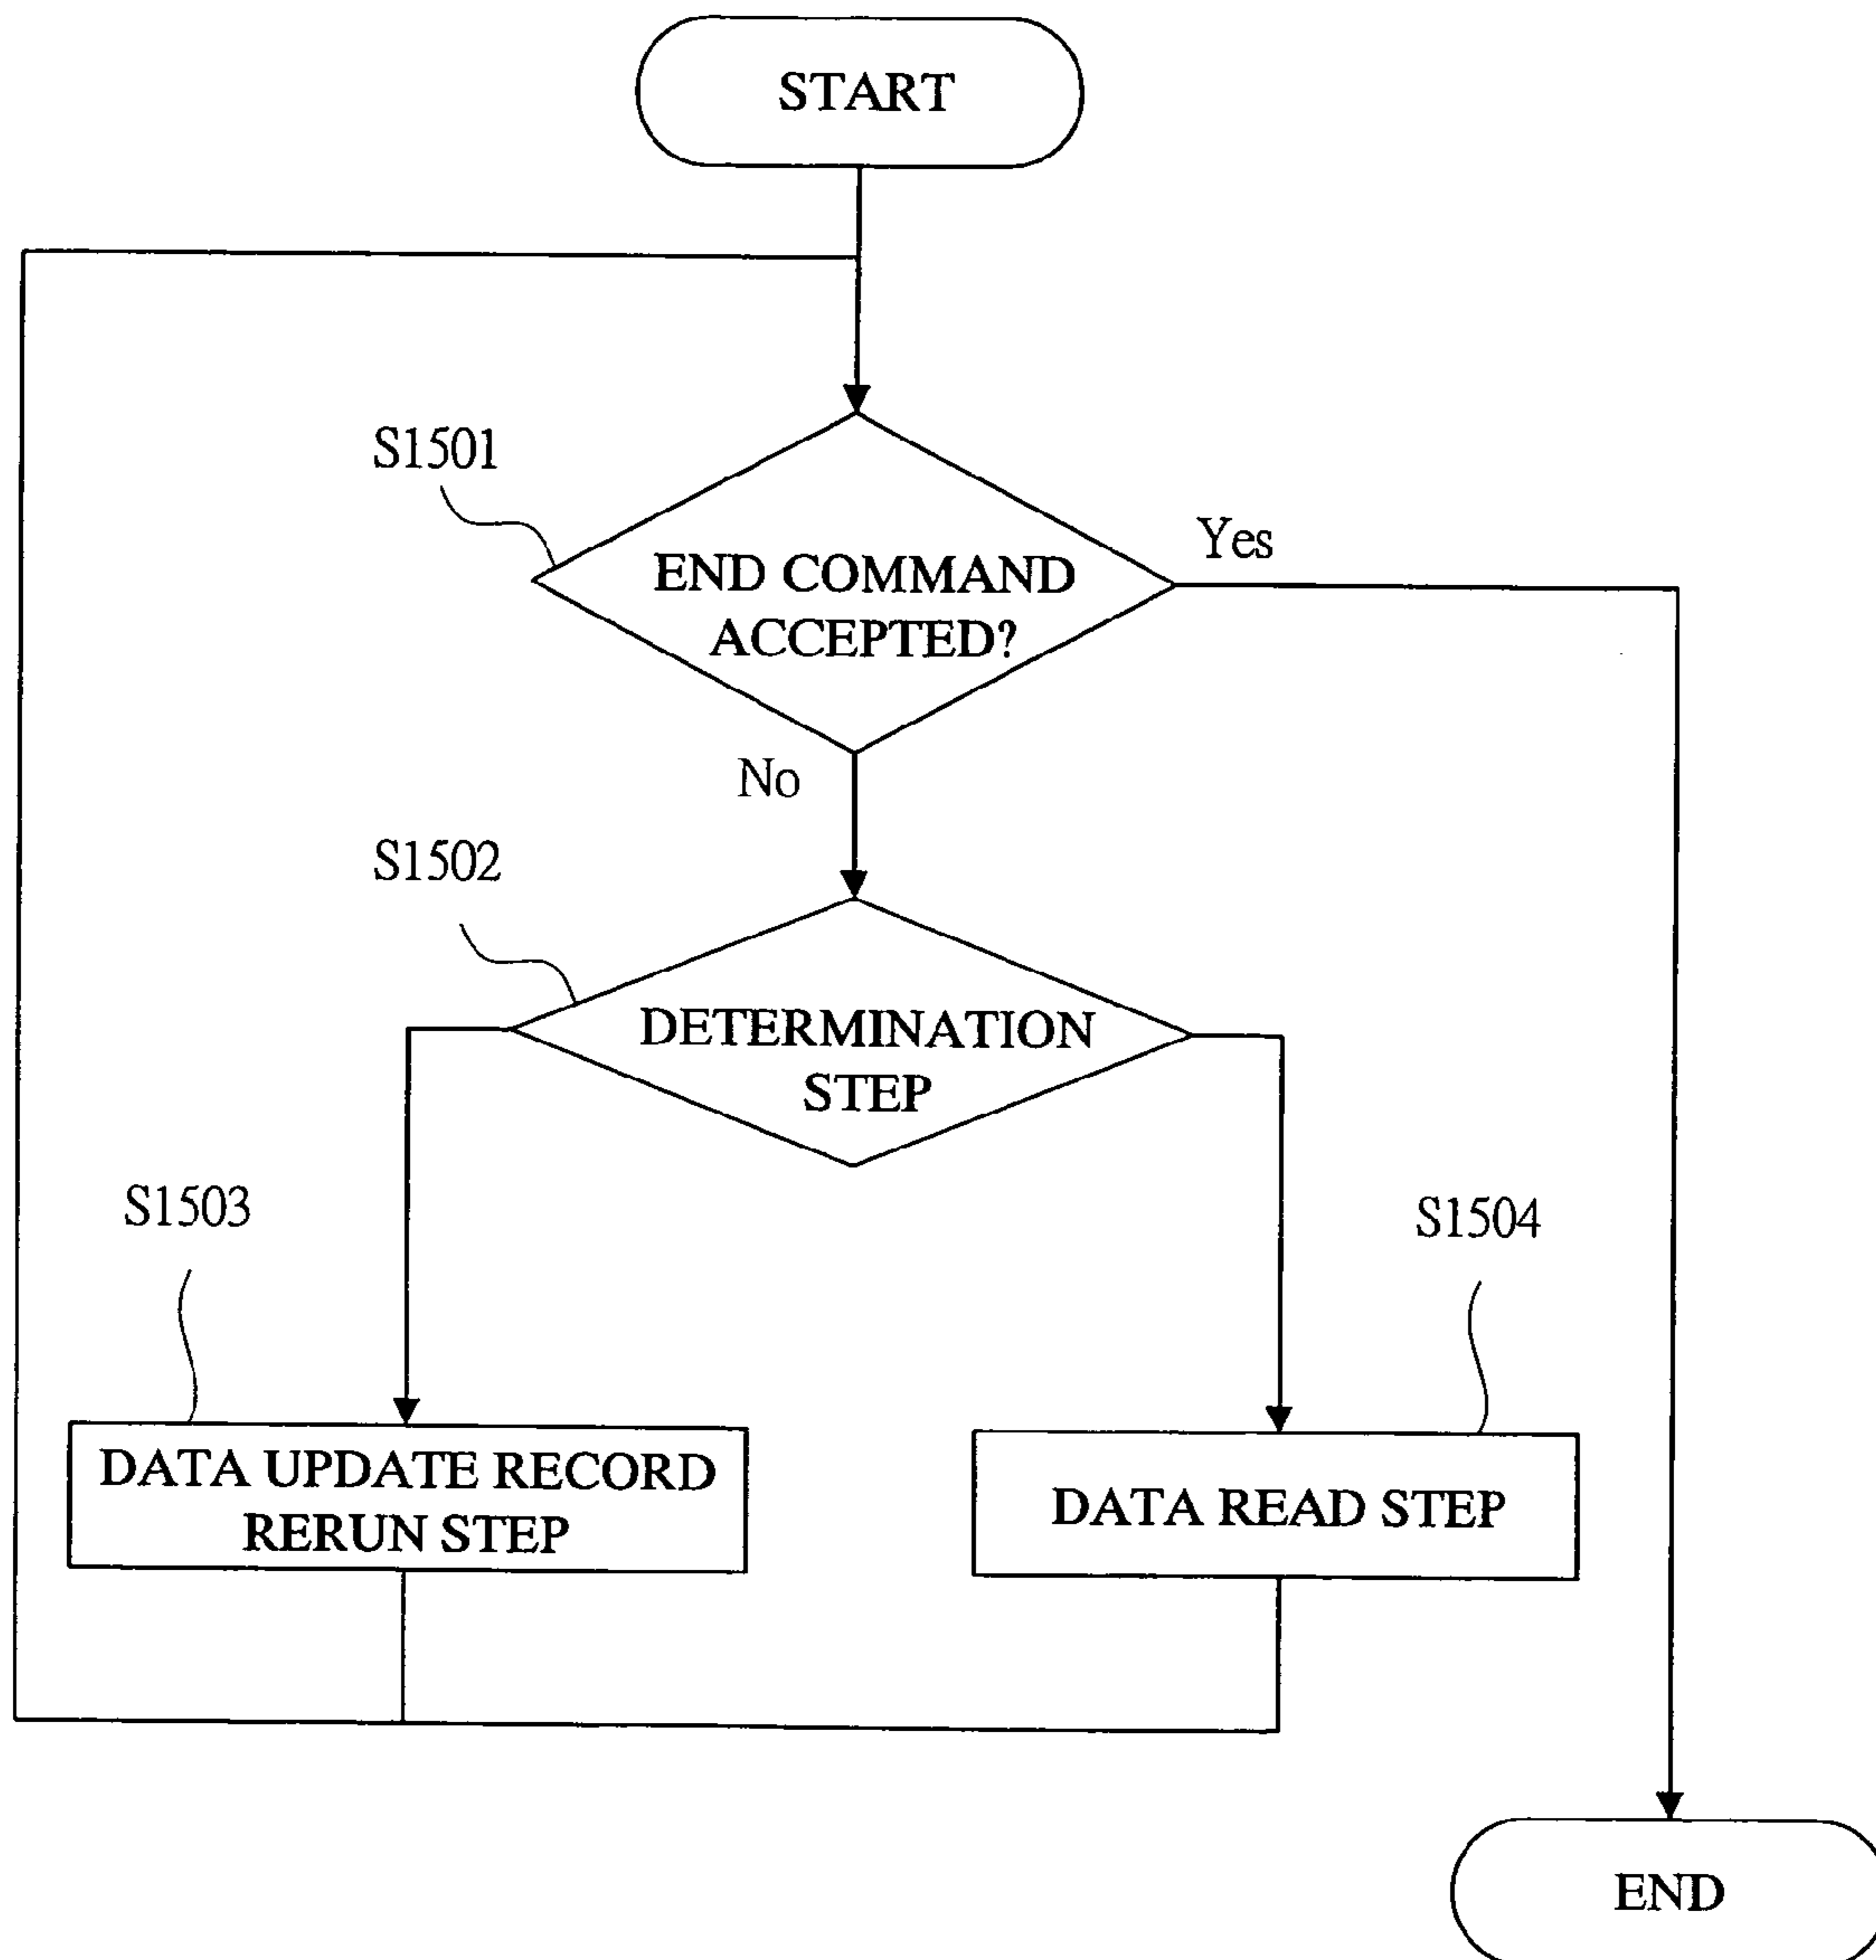 START
S1501
Yes
END COMMAND
ACCEPTED?
No
S1502
DETERMINATION
STEP
S1503
S1504
DATA UPDATE RECORD
RERUN STEP
DATA READ STEP
END